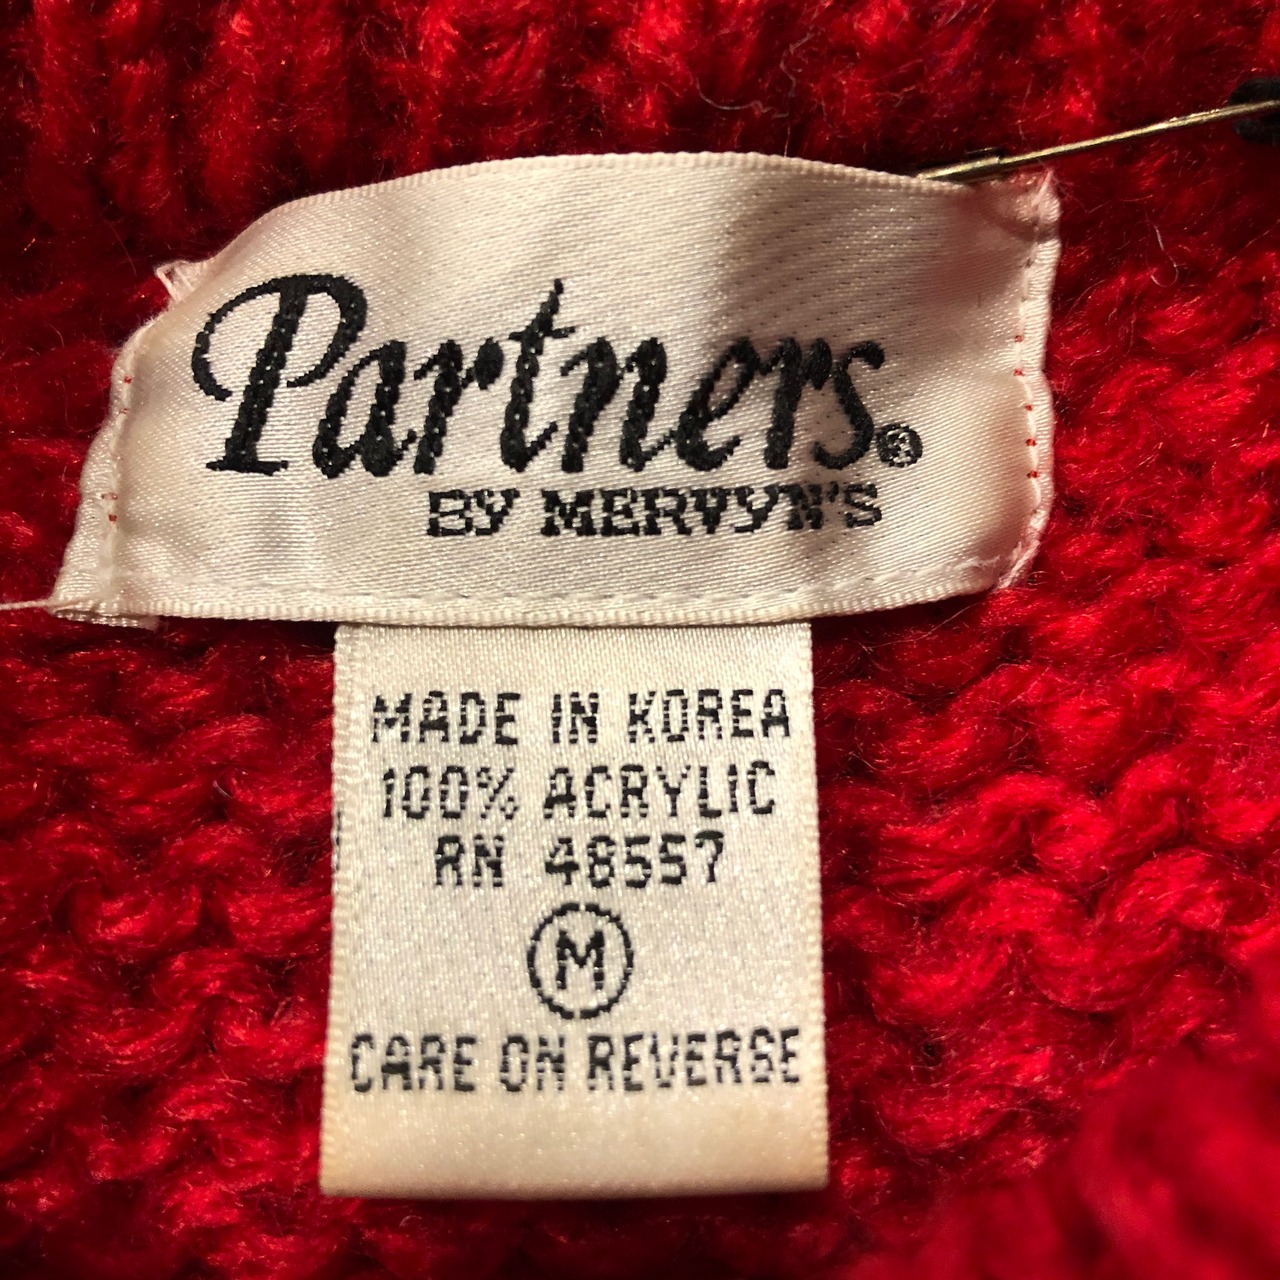 Partners®
BY MERVYN'S
MADE IN KOREA
100% ACRYLIC
RN 48557
M
CARE ON REVERSE